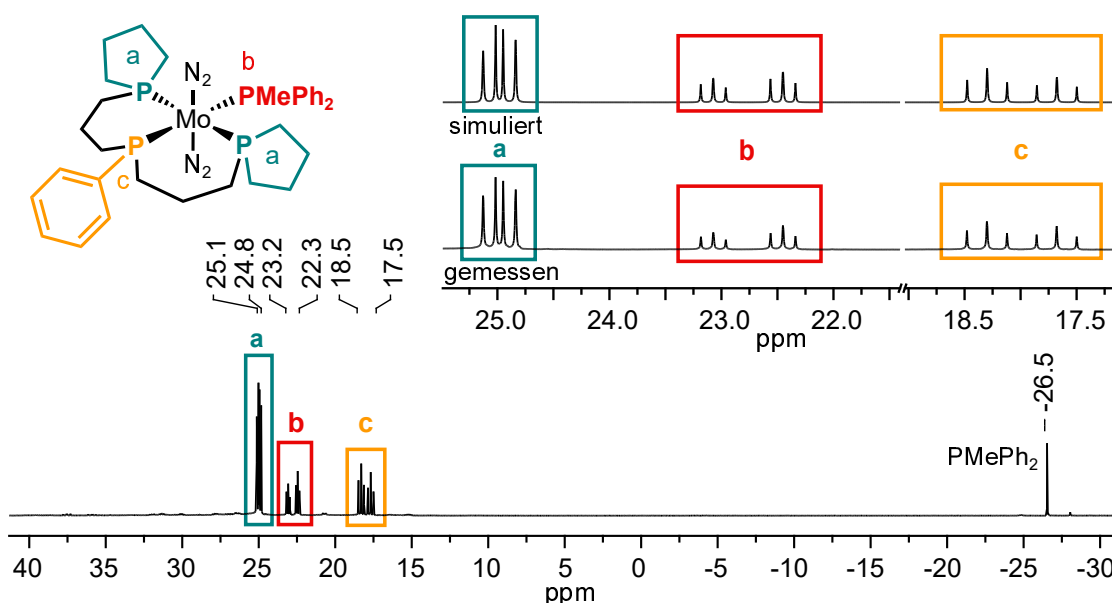 a
b
N2
P
PMePh2
Mo
P
P
a
N2
c
simuliert
a
b
c
gemessen
25.0 24.0 23.0 22.0 18.5 17.5
ppm
25.1
24.8
23.2
22.3
18.5
17.5
a
b
c
-26.5
PMePh2
40 35 30 25 20 15 10 5 0 -5 -10 -15 -20 -25 -30
ppm